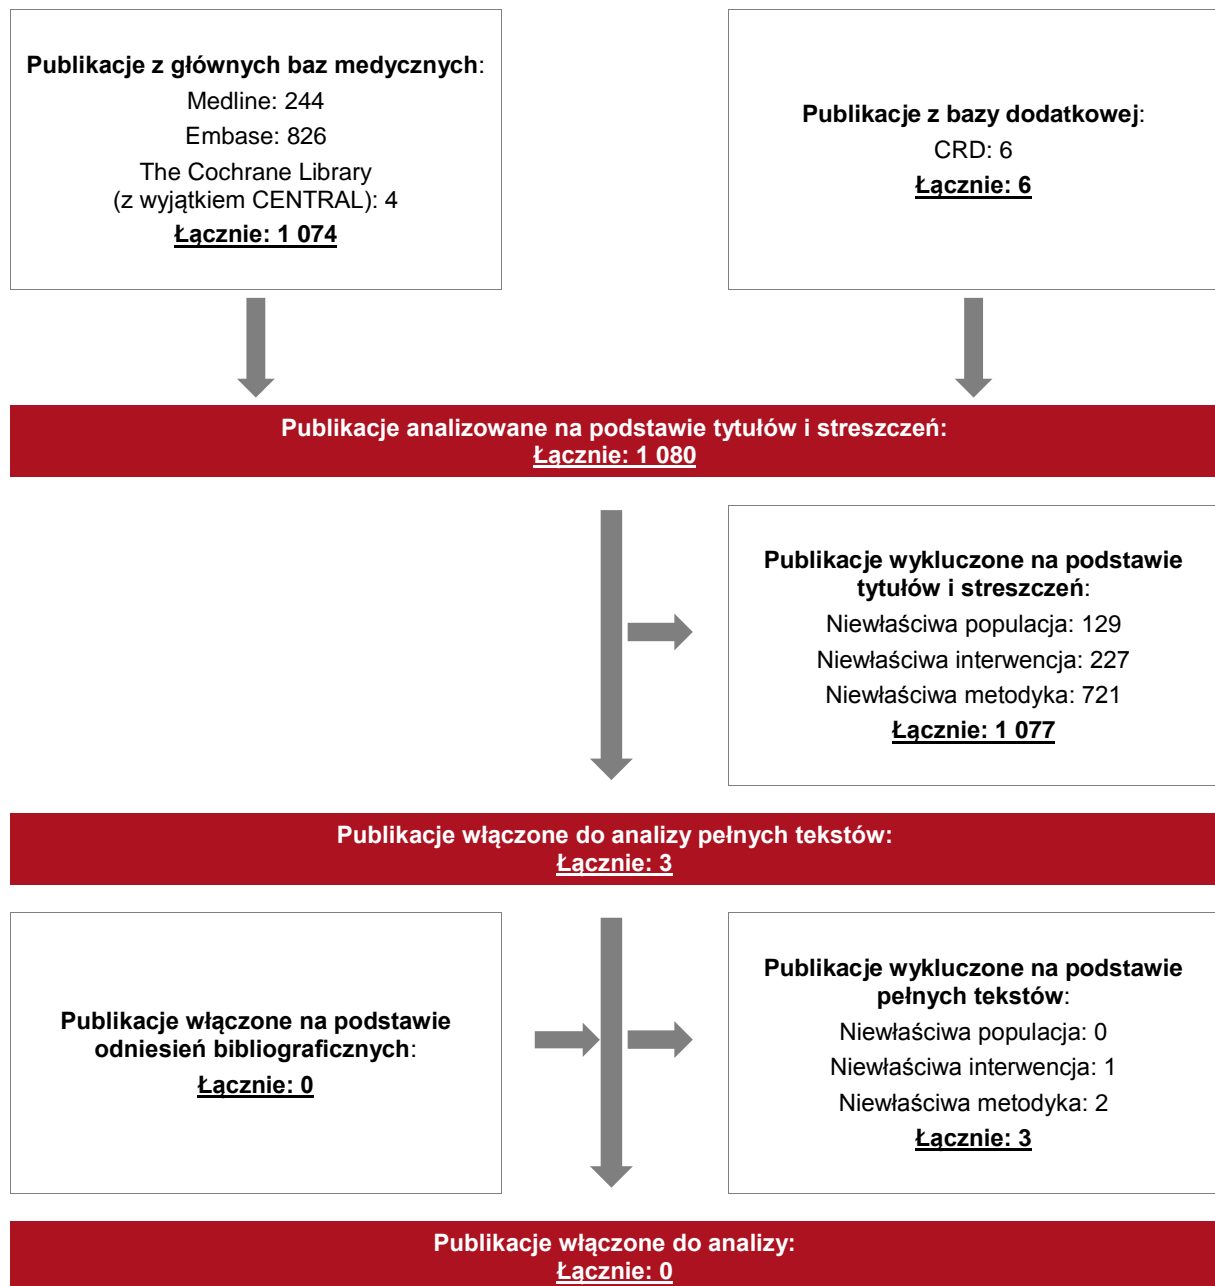 Publikacje z głównych baz medycznych:
Medline: 244
Embase: 826
The Cochrane Library
(z wyjątkiem CENTRAL): 4
Łącznie: 1 074
Publikacje z bazy dodatkowej:
CRD: 6
Łącznie: 6
Publikacje analizowane na podstawie tytułów i streszczeń:
Łącznie: 1 080
Publikacje wykluczone na podstawie
tytułów i streszczeń:
Niewłaściwa populacja: 129
Niewłaściwa interwencja: 227
Niewłaściwa metodyka: 721
Łącznie: 1 077
Publikacje włączone do analizy pełnych tekstów:
Łącznie: 3
Publikacje włączone na podstawie
odniesień bibliograficznych:
Łącznie: 0
Publikacje wykluczone na podstawie
pełnych tekstów:
Niewłaściwa populacja: 0
Niewłaściwa interwencja: 1
Niewłaściwa metodyka: 2
Łącznie: 3
Publikacje włączone do analizy:
Łącznie: 0